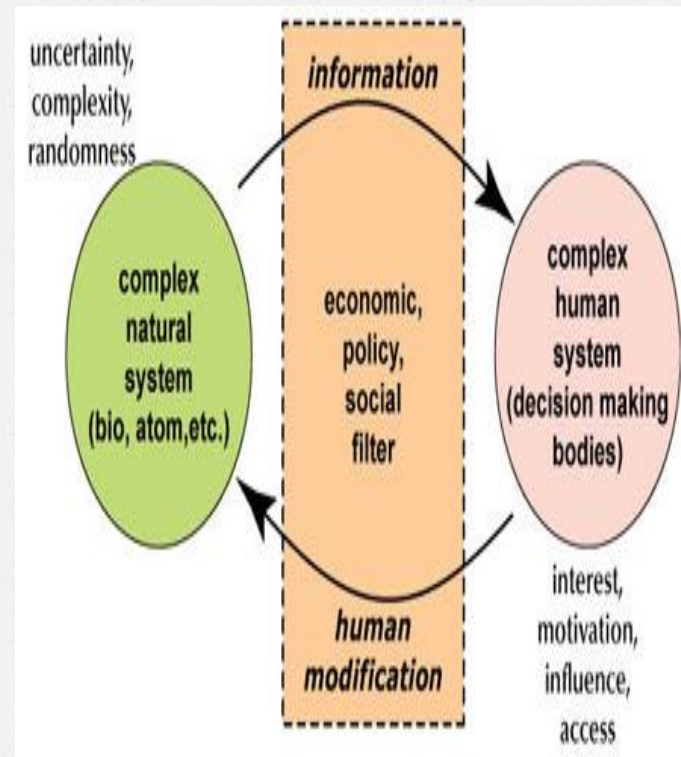 uncertainty,
complexity,
randomness
information
complex
natural
system
(bio, atom,etc.)
economic,
policy,
social
filter
complex
human
system
(decision making
bodies)
human
modification
interest,
motivation,
influence,
access